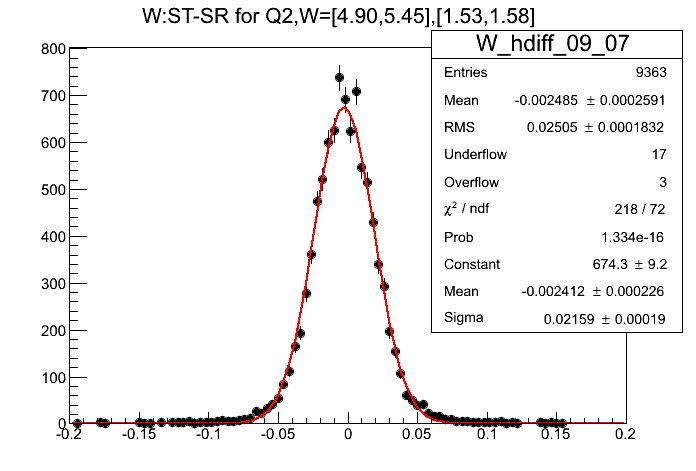 W:ST-SR for Q2,W=[4.90,5.45],[1.53,1.58]
W_hdiff_09_07
Entries 9363
Mean -0.002485 ± 0.0002591
RMS 0.02505 ± 0.0001832
Underflow 17
Overflow 3
χ² / ndf 218 / 72
Prob 1.334e-16
Constant 674.3 ± 9.2
Mean -0.002412 ± 0.000226
Sigma 0.02159 ± 0.00019
800
700
600
500
400
300
200
100
0
-0.2 -0.15 -0.1 -0.05 0 0.05 0.1 0.15 0.2